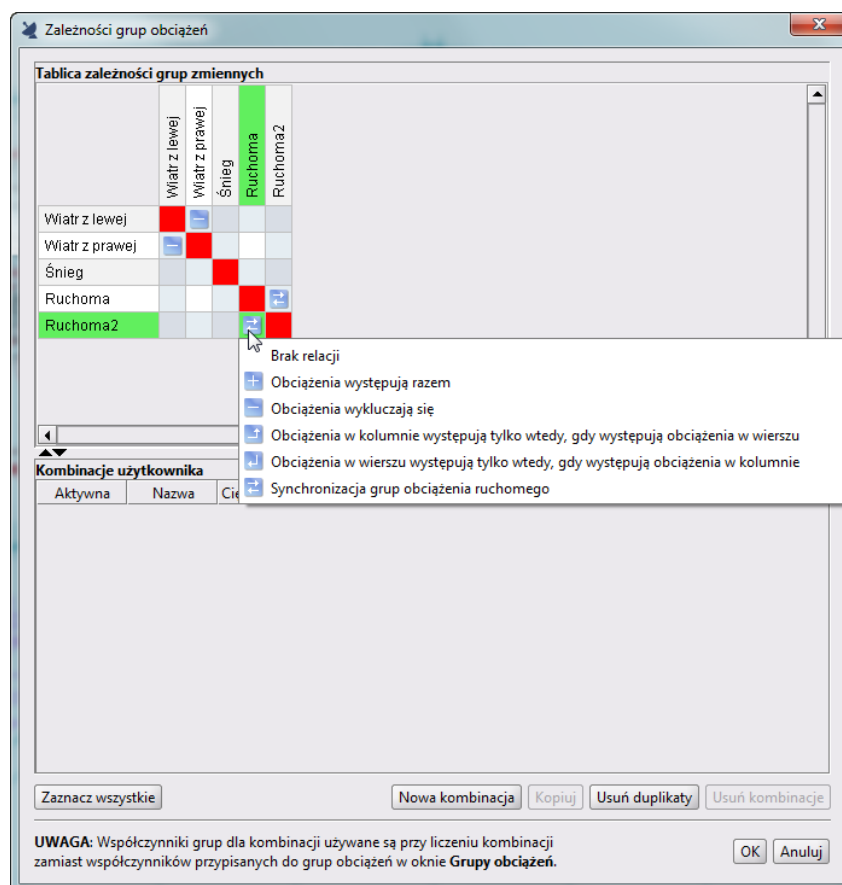 Zależności grup obciążeń
Tablica zależności grup zmiennych
Wiatr z lewej
Wiatr z prawej
Śnieg
Ruchoma
Ruchoma2
Wiatr z lewej
Wiatr z prawej
Śnieg
Ruchoma
Ruchoma2
Brak relacji
Obciążenia występują razem
Obciążenia wykluczają się
Obciążenia w kolumnie występują tylko wtedy, gdy występują obciążenia w wierszu
Obciążenia w wierszu występują tylko wtedy, gdy występują obciążenia w kolumnie
Synchronizacja grup obciążenia ruchomego
Kombinacje użytkownika
Aktywna Nazwa Cię
Zaznacz wszystkie Nowa kombinacja Kopiuj Usuń duplikaty Usuń kombinacje
UWAGA: Współczynniki grup dla kombinacji używane są przy liczeniu kombinacji
zamiast współczynników przypisanych do grup obciążeń w oknie Grupy obciążeń.
OK Anuluj